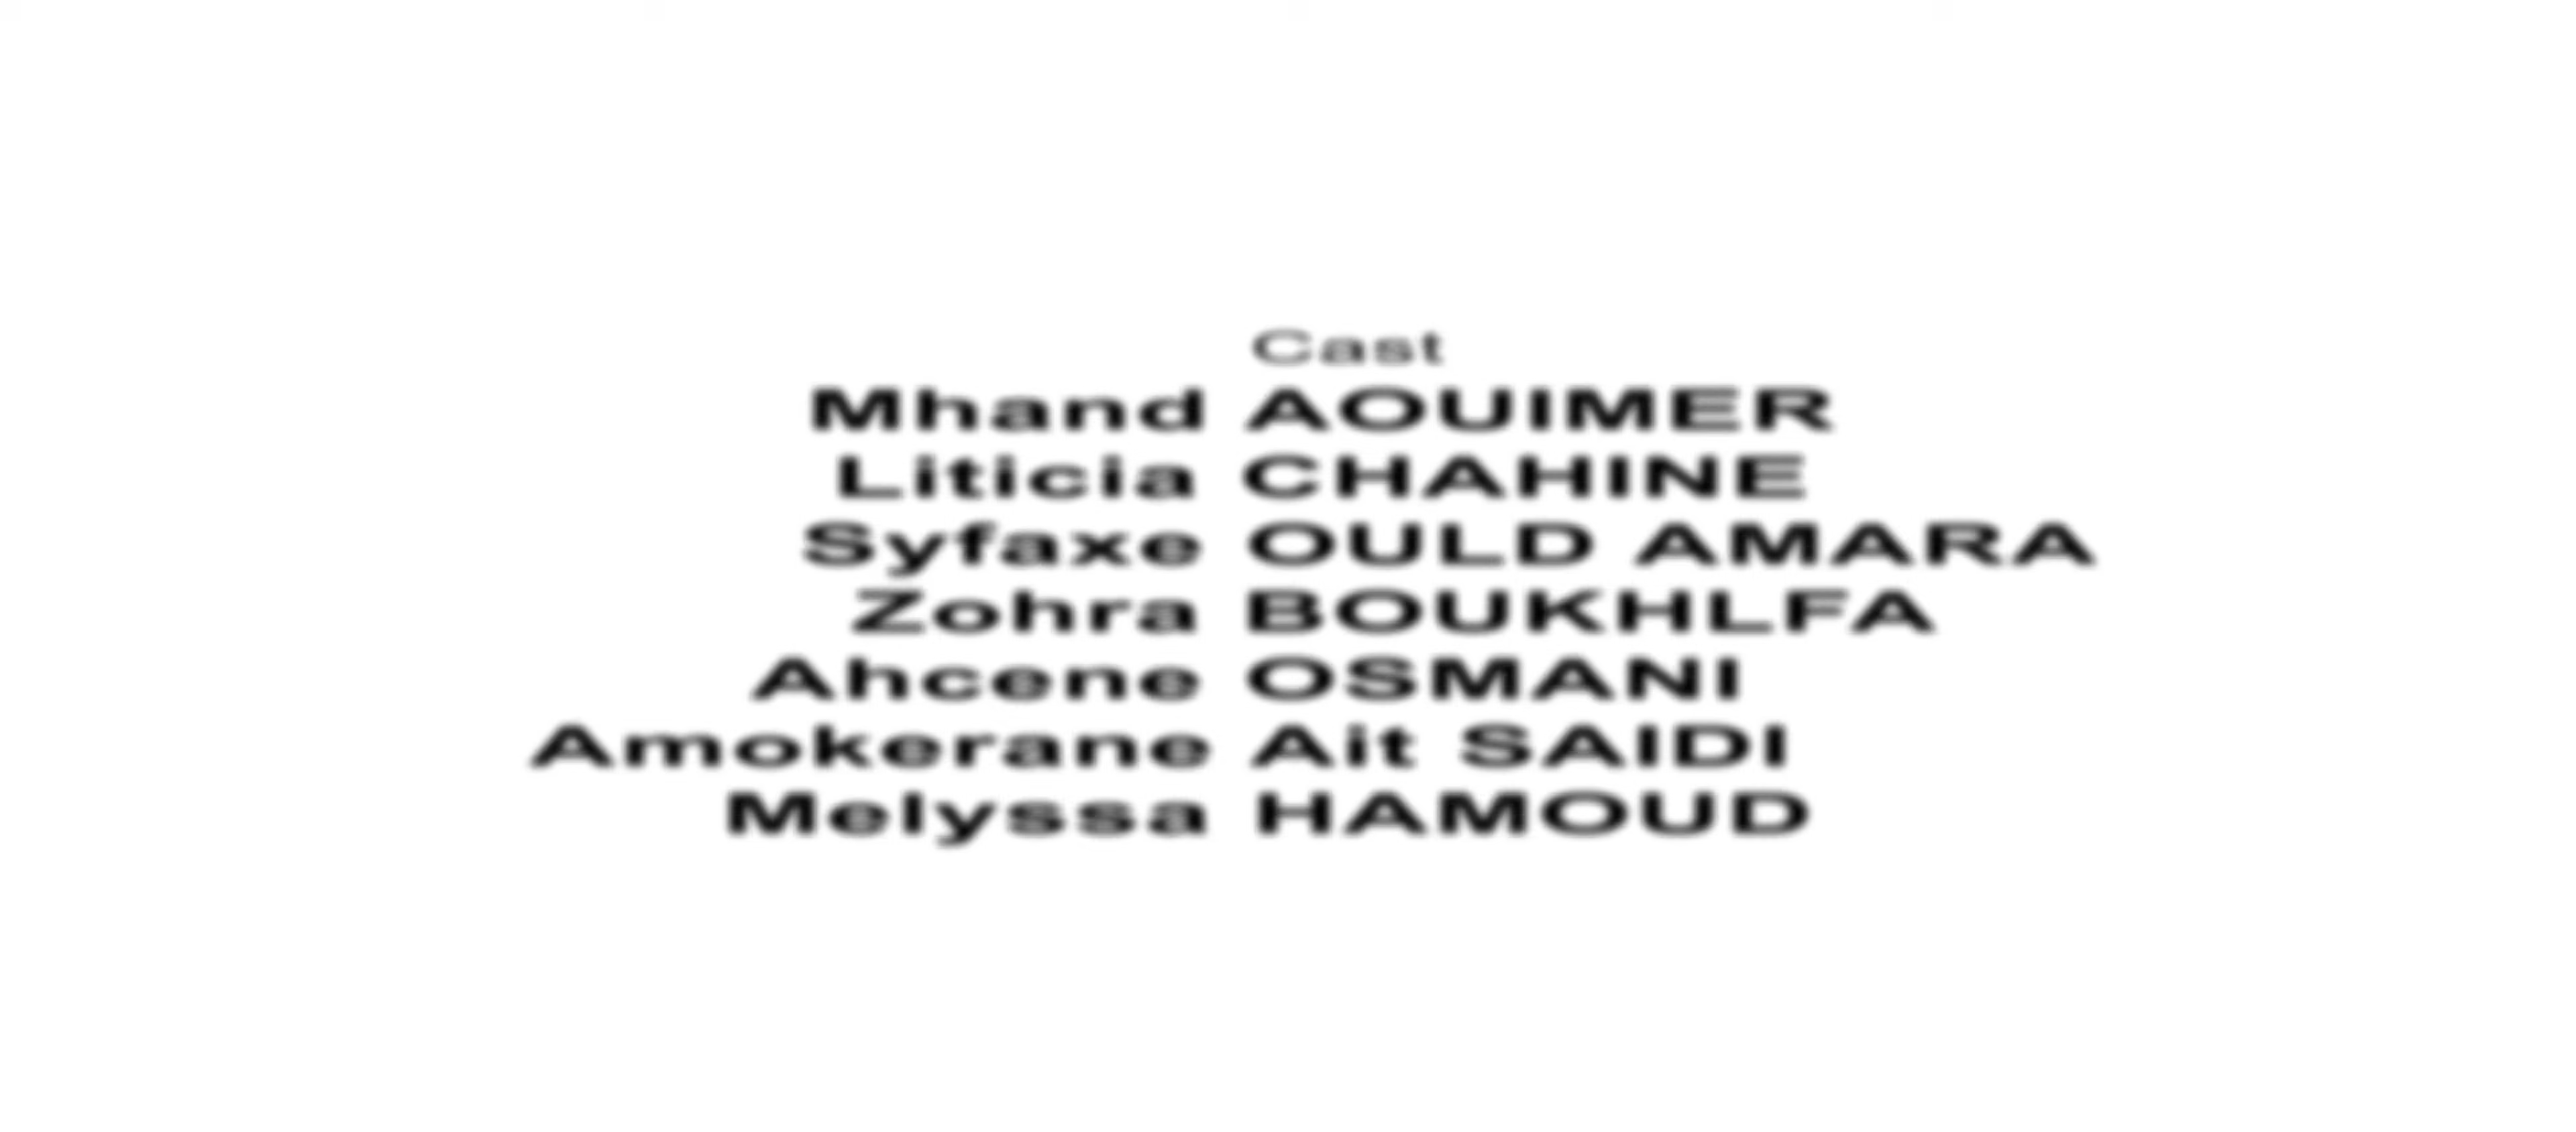 Cast
Mhand AOUIMER
Liticia CHAHINE
Syfaxe OULD AMARA
Zohra BOUKHLFA
Ahcene OSMANI
Amokerane Ait SAIDI
Melyssa HAMOUD